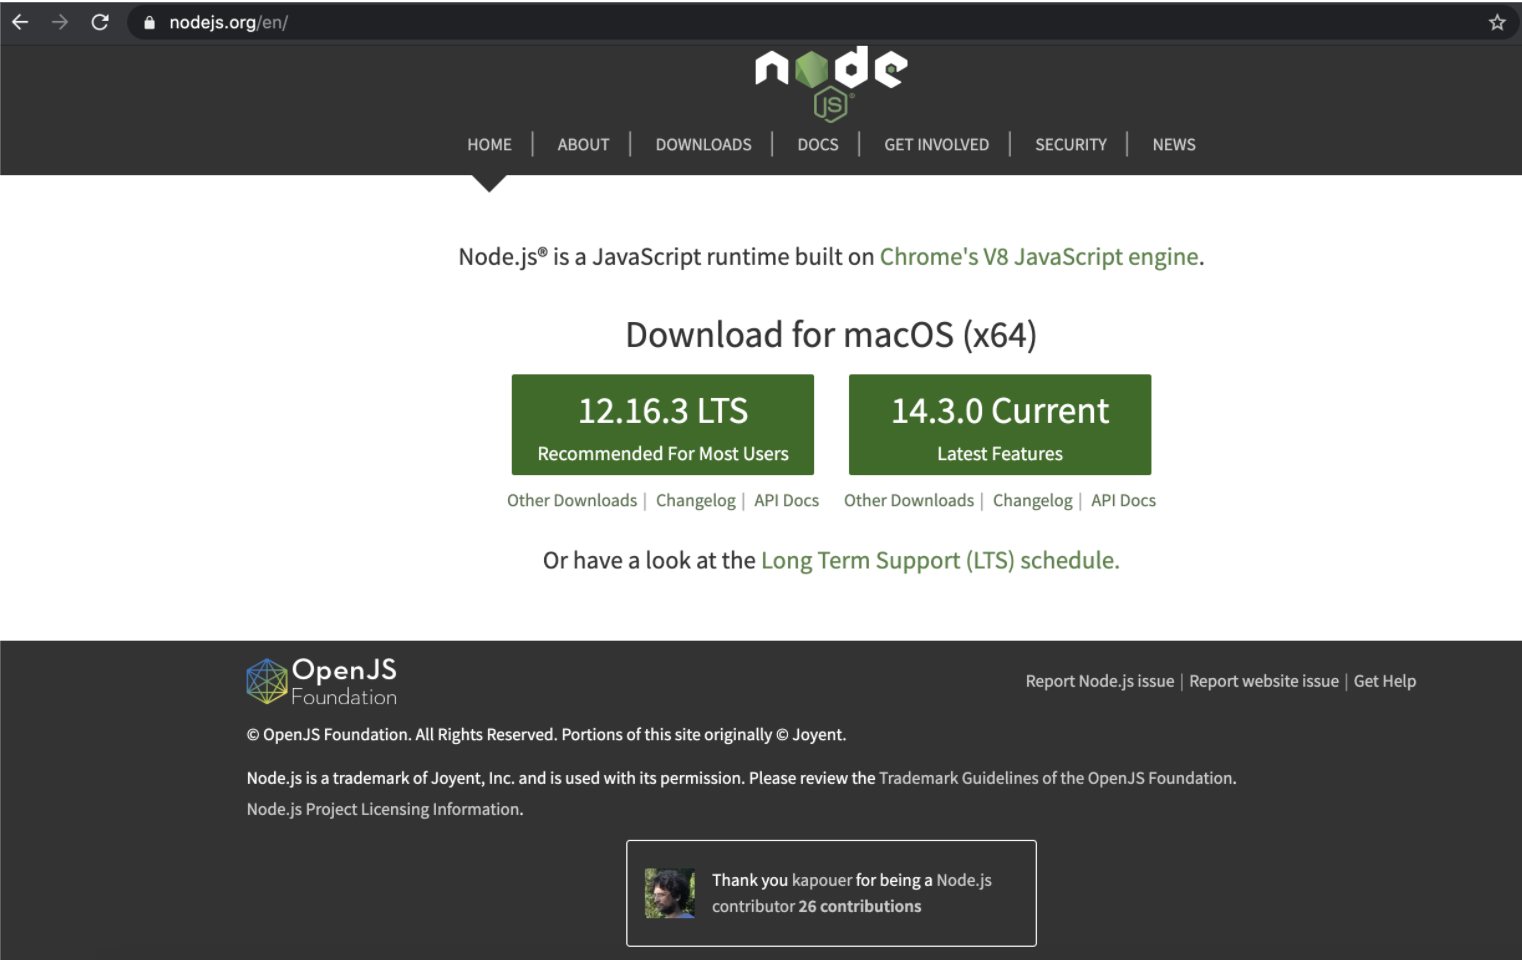 nodejs.org/en/
node
JS®
HOME | ABOUT | DOWNLOADS | DOCS | GET INVOLVED | SECURITY | NEWS
Node.js® is a JavaScript runtime built on Chrome's V8 JavaScript engine.
Download for macOS (x64)
12.16.3 LTS
Recommended For Most Users
14.3.0 Current
Latest Features
Other Downloads | Changelog | API Docs
Other Downloads | Changelog | API Docs
Or have a look at the Long Term Support (LTS) schedule.
OpenJS
Foundation
Report Node.js issue | Report website issue | Get Help
© OpenJS Foundation. All Rights Reserved. Portions of this site originally © Joyent.
Node.js is a trademark of Joyent, Inc. and is used with its permission. Please review the Trademark Guidelines of the OpenJS Foundation.
Node.js Project Licensing Information.
Thank you kapouer for being a Node.js
contributor 26 contributions